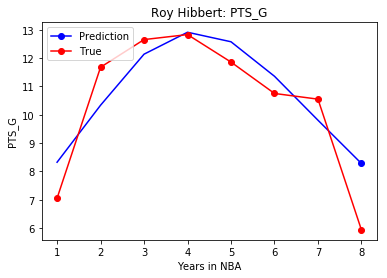 Roy Hibbert: PTS_G
Prediction
True
PTS_G
13
12
11
10
9
8
7
6
1 2 3 4 5 6 7 8
Years in NBA